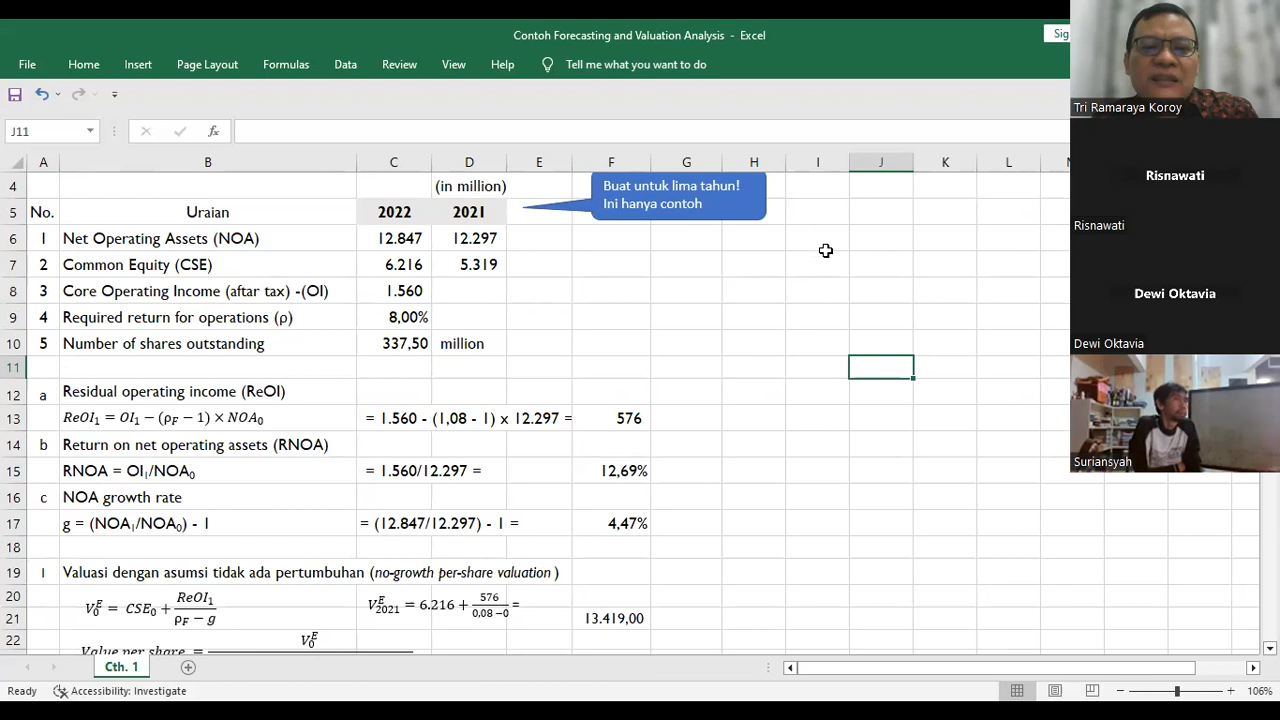 Contoh Forecasting and Valuation Analysis - Excel
Sig
File Home Insert Page Layout Formulas Data Review View Help Tell me what you want to do
J11 fx
A B C D E F G H I J K L
4 (in million)
Buat untuk lima tahun!
Ini hanya contoh
5 No. Uraian 2022 2021
6 1 Net Operating Assets (NOA) 12.847 12.297
7 2 Common Equity (CSE) 6.216 5.319
8 3 Core Operating Income (aftar tax) -(OI) 1.560
9 4 Required return for operations (ρ) 8,00%
10 5 Number of shares outstanding 337,50 million
11
12 a Residual operating income (ReOI)
13 ReOI₁ = OI₁ − (ρF − 1) × NOA₀ = 1.560 - (1,08 - 1) x 12.297 = 576
14 b Return on net operating assets (RNOA)
15 RNOA = OI₁/NOA₀ = 1.560/12.297 = 12,69%
16 c NOA growth rate
17 g = (NOA₁/NOA₀) - 1 = (12.847/12.297) - 1 = 4,47%
18
19 I Valuasi dengan asumsi tidak ada pertumbuhan (no-growth per-share valuation)
20 V₀ᴱ = CSE₀ + ReOI₁/(ρF − g) V₂₀₂₁ᴱ = 6.216 + 576/(0,08 −0) =
21 13.419,00
22 Value per share = V₀ᴱ
Cth. 1
Ready Accessibility: Investigate 106%
Tri Ramaraya Koroy
Risnawati
Risnawati
Dewi Oktavia
Dewi Oktavia
Suriansyah